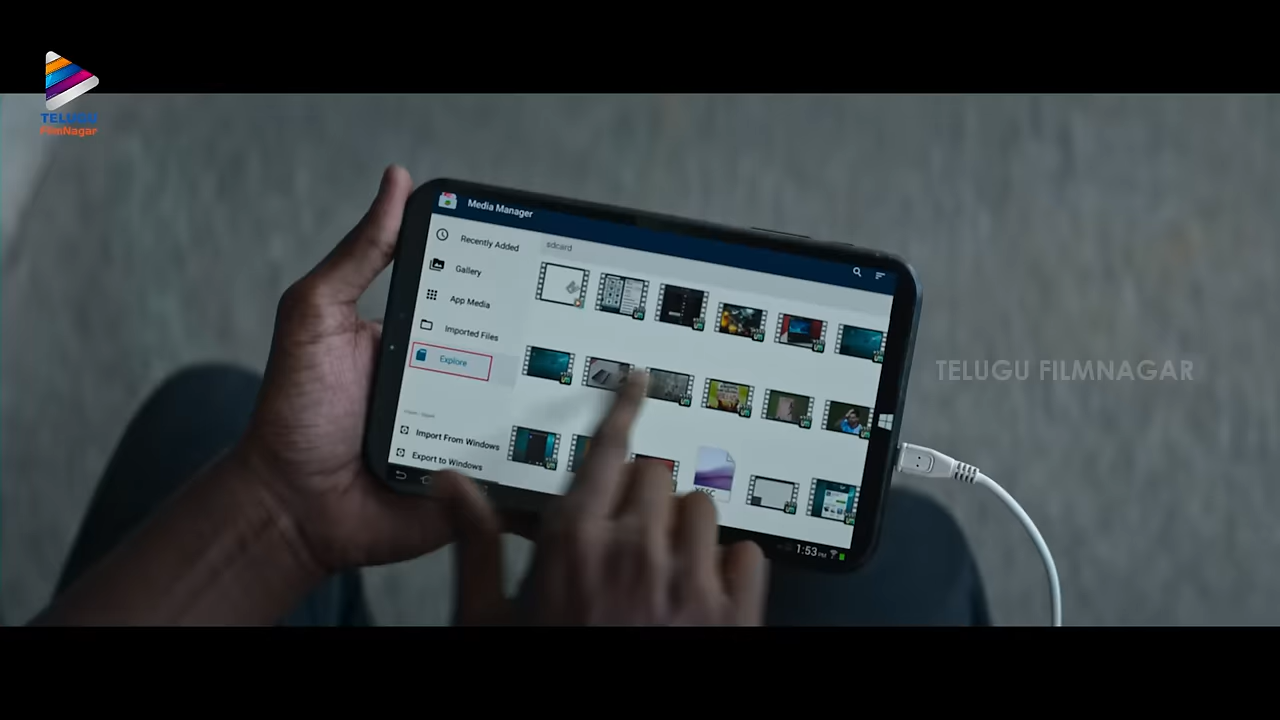 TELUGU
FilmNagar
Media Manager
Recently Added
sdcard
Gallery
App Media
Imported Files
Explore
TELUGU FILMNAGAR
Import From Windows
Export to Windows
1:53 PM